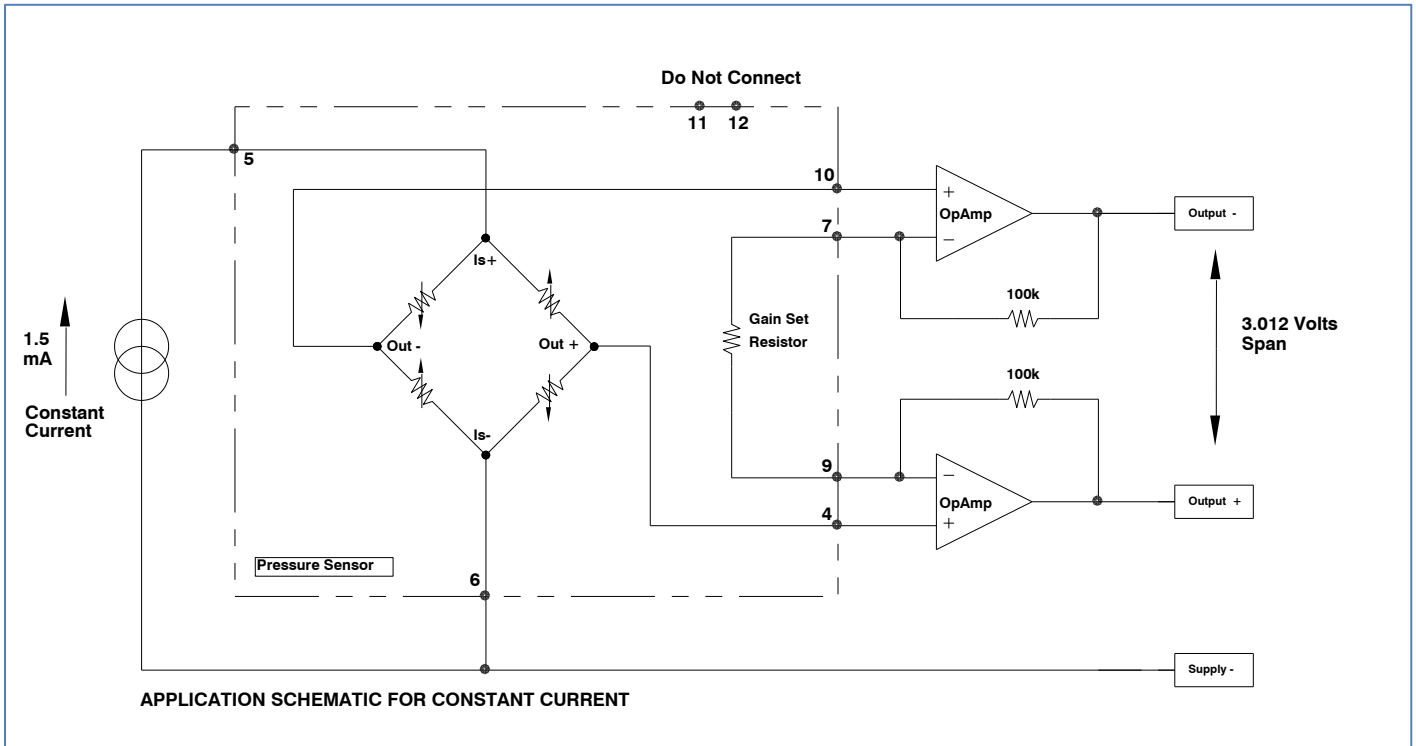 Do Not Connect
11 12
5
10
+
OpAmp
−
Output -
7
Is+
100k
Gain Set
Resistor
3.012 Volts
Span
1.5
mA
Out -
Out +
100k
Constant
Current
Is-
9
−
OpAmp
+
Output +
4
Pressure Sensor
6
Supply -
APPLICATION SCHEMATIC FOR CONSTANT CURRENT